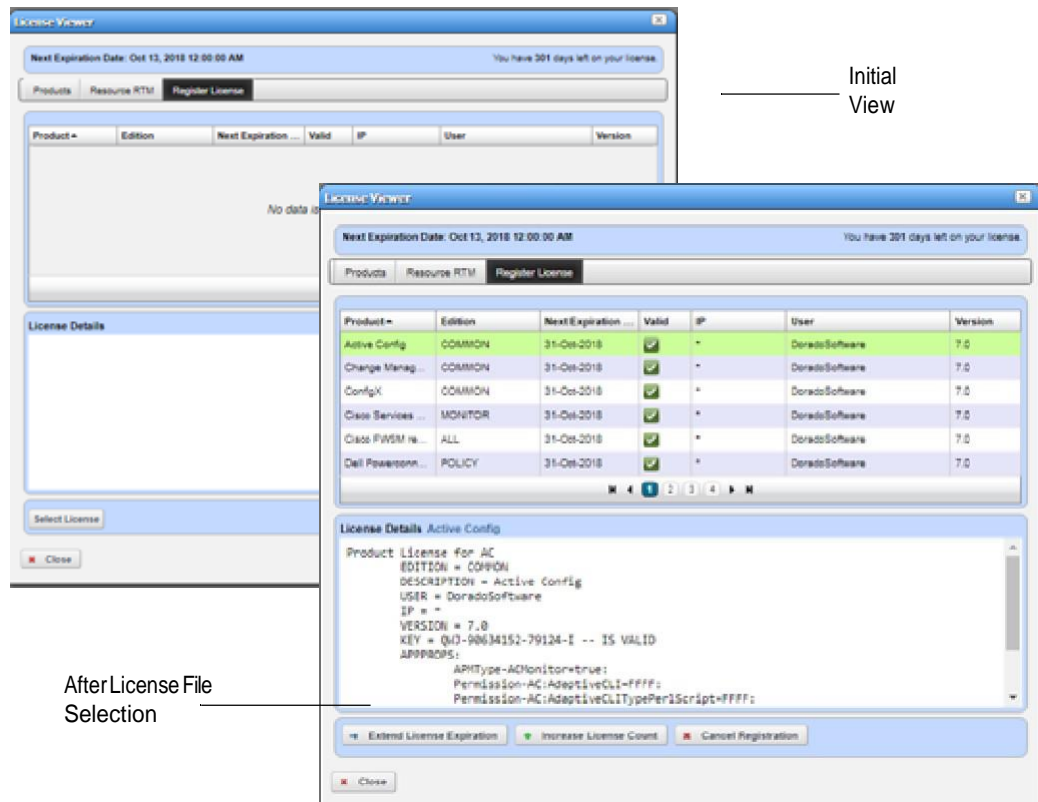 License Viewer
Next Expiration Date: Oct 13, 2018 12:00:00 AM You have 301 days left on your license.
Products Resource RTM Register License
Product Edition Next Expiration ... Valid IP User Version
No data is
License Details
Select License
Close
Initial
View
License Viewer
Next Expiration Date: Oct 13, 2018 12:00:00 AM You have 301 days left on your license.
Products Resource RTM Register License
Product Edition Next Expiration ... Valid IP User Version
Active Config COMMON 31-Oct-2018 * DoradoSoftware 7.0
Change Manag... COMMON 31-Oct-2018 * DoradoSoftware 7.0
ConfigX COMMON 31-Oct-2018 * DoradoSoftware 7.0
Cisco Services ... MONITOR 31-Oct-2018 * DoradoSoftware 7.0
Cisco FWSM re... ALL 31-Oct-2018 * DoradoSoftware 7.0
Dell Powerconn... POLICY 31-Oct-2018 * DoradoSoftware 7.0
1 2 3 4
License Details Active Config
Product License for AC
EDITION = COMMON
DESCRIPTION = Active Config
USER = DoradoSoftware
IP = *
VERSION = 7.0
KEY = -- IS VALID
APPPROPS:
APMType-ACMonitor=true:
Permission-AC:AdaptiveCLI=FFFF:
Permission-AC:AdaptiveCLITypePerlScript=FFFF:
Extend License Expiration Increase License Count Cancel Registration
Close
After License File
Selection